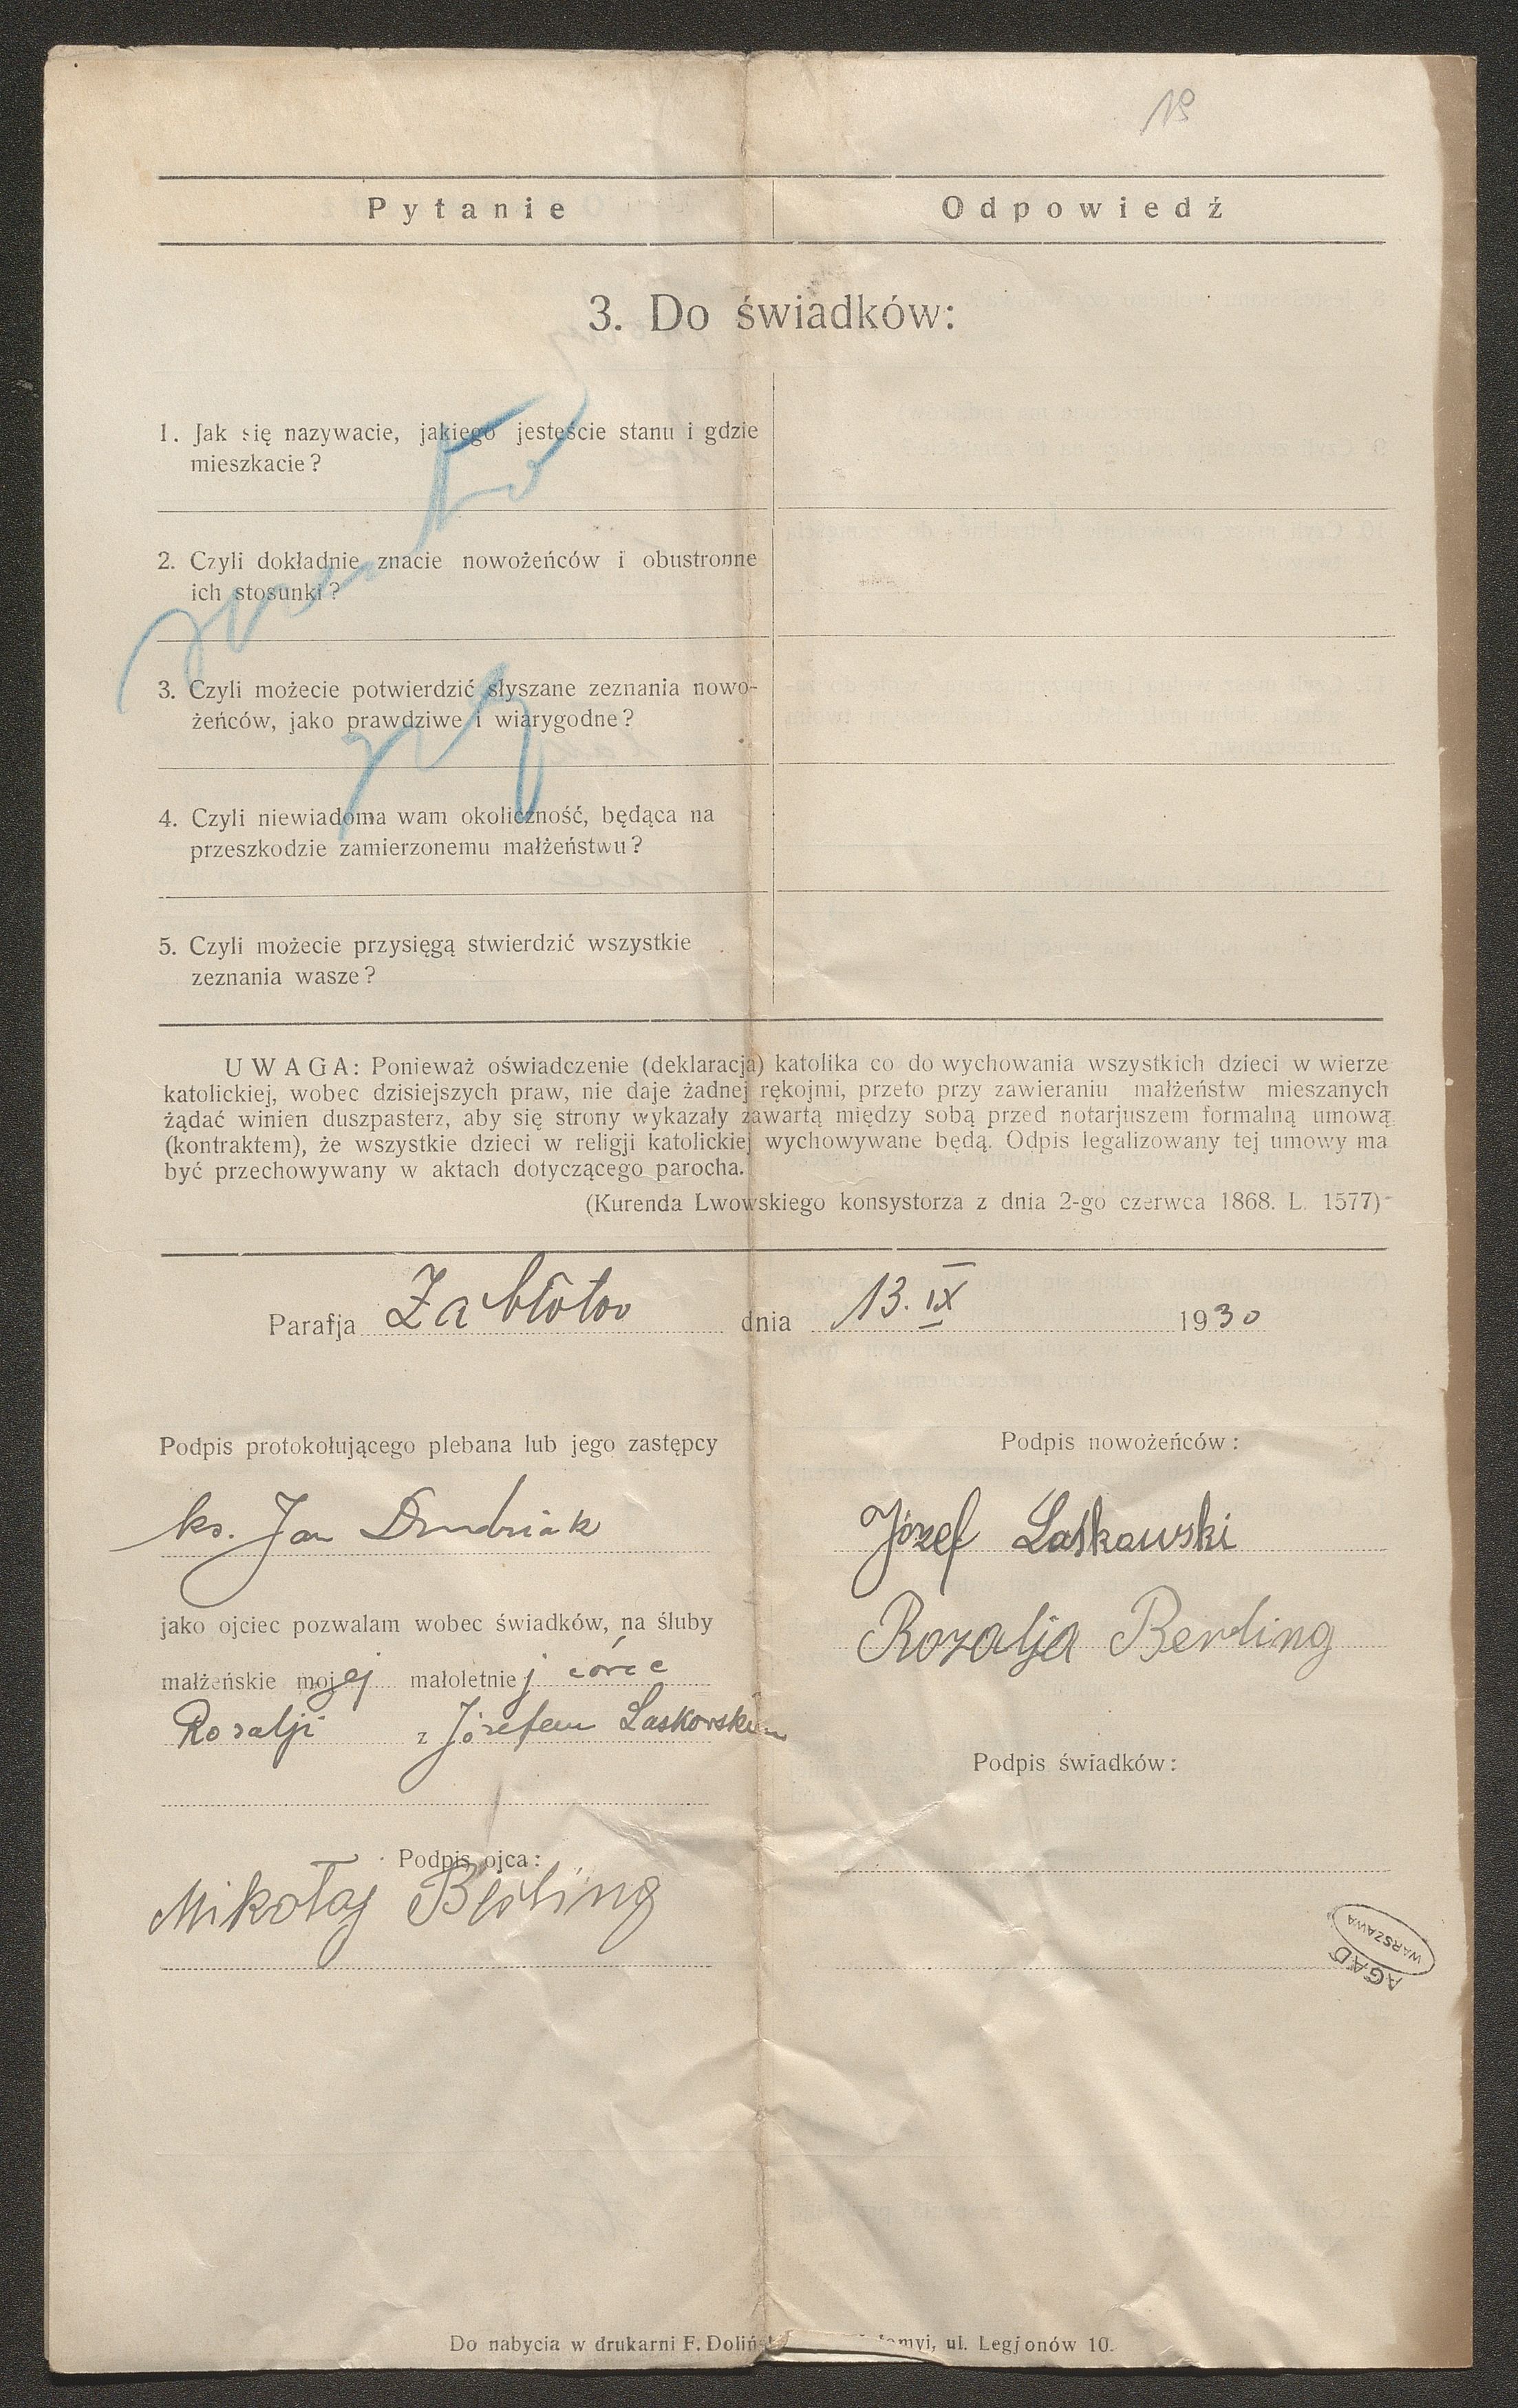 Pytanie
Odpowiedź
3. Do świadków:
1. Jak się nazywacie, jakiego jesteście stanu i gdzie
mieszkacie?
2. Czyli dokładnie znacie nowożeńców i obustronne
ich stosunki?
3. Czyli możecie potwierdzić słyszane zeznania nowo-
żeńców, jako prawdziwe i wiarygodne?
4. Czyli niewiadoma wam okoliczność, będąca na
przeszkodzie zamierzonemu małżeństwu?
5. Czyli możecie przysięgą stwierdzić wszystkie
zeznania wasze?
UWAGA: Ponieważ oświadczenie (deklaracja) katolika co do wychowania wszystkich dzieci w wierze
katolickiej, wobec dzisiejszych praw, nie daje żadnej rękojmi, przeto przy zawieraniu małżeństw mieszanych
żądać winien duszpasterz, aby się strony wykazały zawartą między sobą przed notarjuszem formalną umową
(kontraktem), że wszystkie dzieci w religji katolickiej wychowywane będą. Odpis legalizowany tej umowy ma
być przechowywany w aktach dotyczącego parocha.
(Kurenda Lwowskiego konsystorza z dnia 2-go czerwca 1868. L. 1577)
Parafja Zabłotow dnia 13. IX 1930
Podpis protokołującego plebana lub jego zastępcy
ks. Jan
jako ojciec pozwalam wobec świadków, na śluby
małżeńskie mojej małoletniej córce
Rozalji z Józefem Laskowskim
Podpis ojca:
Mikołaj Berling
Podpis nowożeńców:
Józef Laskowski
Rozalja Berling
Podpis świadków:
AGAD
WARSZAWA
Do nabycia w drukarni F. Dolińsk łomyi, ul. Legjonów 10.